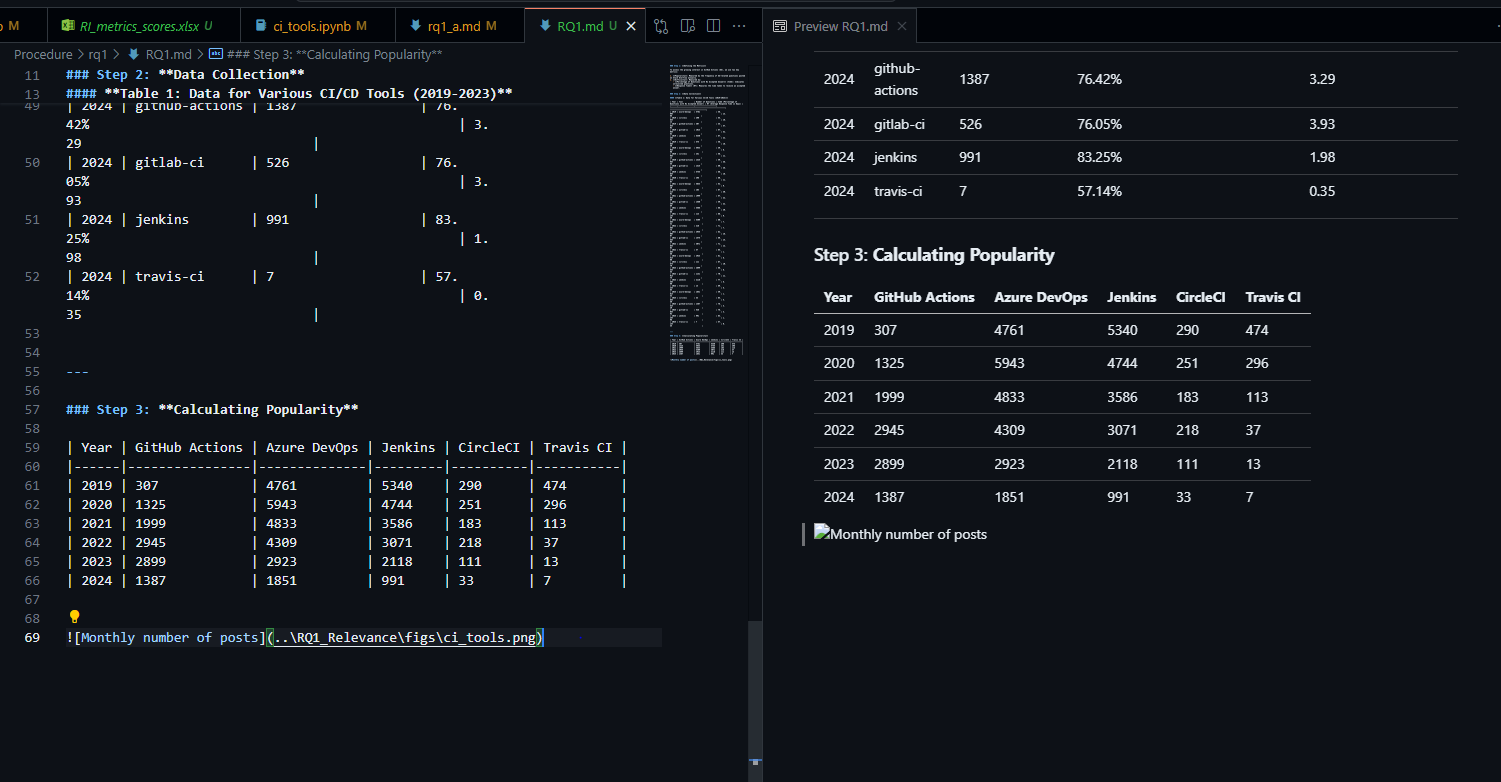 M
RI_metrics_scores.xlsx U
ci_tools.ipynb M
rq1_a.md M
RQ1.md U
Preview RQ1.md
Procedure > rq1 > RQ1.md > abc ### Step 3: **Calculating Popularity**
11 ### Step 2: **Data Collection**
13 #### **Table 1: Data for Various CI/CD Tools (2019-2023)**
49 | 2024 | github-actions | 1387 | 76.
42% | 3.
29 |
50 | 2024 | gitlab-ci | 526 | 76.
05% | 3.
93 |
51 | 2024 | jenkins | 991 | 83.
25% | 1.
98 |
52 | 2024 | travis-ci | 7 | 57.
14% | 0.
35 |
53
54
55 ---
56
57 ### Step 3: **Calculating Popularity**
58
59 | Year | GitHub Actions | Azure DevOps | Jenkins | CircleCI | Travis CI |
60 |------|----------------|--------------|---------|----------|-----------|
61 | 2019 | 307 | 4761 | 5340 | 290 | 474 |
62 | 2020 | 1325 | 5943 | 4744 | 251 | 296 |
63 | 2021 | 1999 | 4833 | 3586 | 183 | 113 |
64 | 2022 | 2945 | 4309 | 3071 | 218 | 37 |
65 | 2023 | 2899 | 2923 | 2118 | 111 | 13 |
66 | 2024 | 1387 | 1851 | 991 | 33 | 7 |
67
68
69 ![Monthly number of posts](..\RQ1_Relevance\figs\ci_tools.png)
2024 github-actions 1387 76.42% 3.29
2024 gitlab-ci 526 76.05% 3.93
2024 jenkins 991 83.25% 1.98
2024 travis-ci 7 57.14% 0.35
Step 3: Calculating Popularity
Year GitHub Actions Azure DevOps Jenkins CircleCI Travis CI
2019 307 4761 5340 290 474
2020 1325 5943 4744 251 296
2021 1999 4833 3586 183 113
2022 2945 4309 3071 218 37
2023 2899 2923 2118 111 13
2024 1387 1851 991 33 7
Monthly number of posts